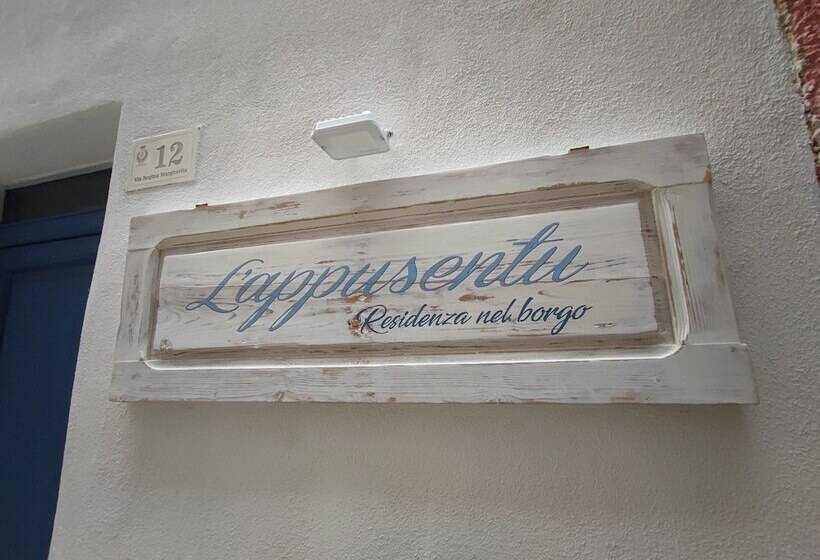 12
Via Regina Margherita
L'appusentu
Residenza nel borgo